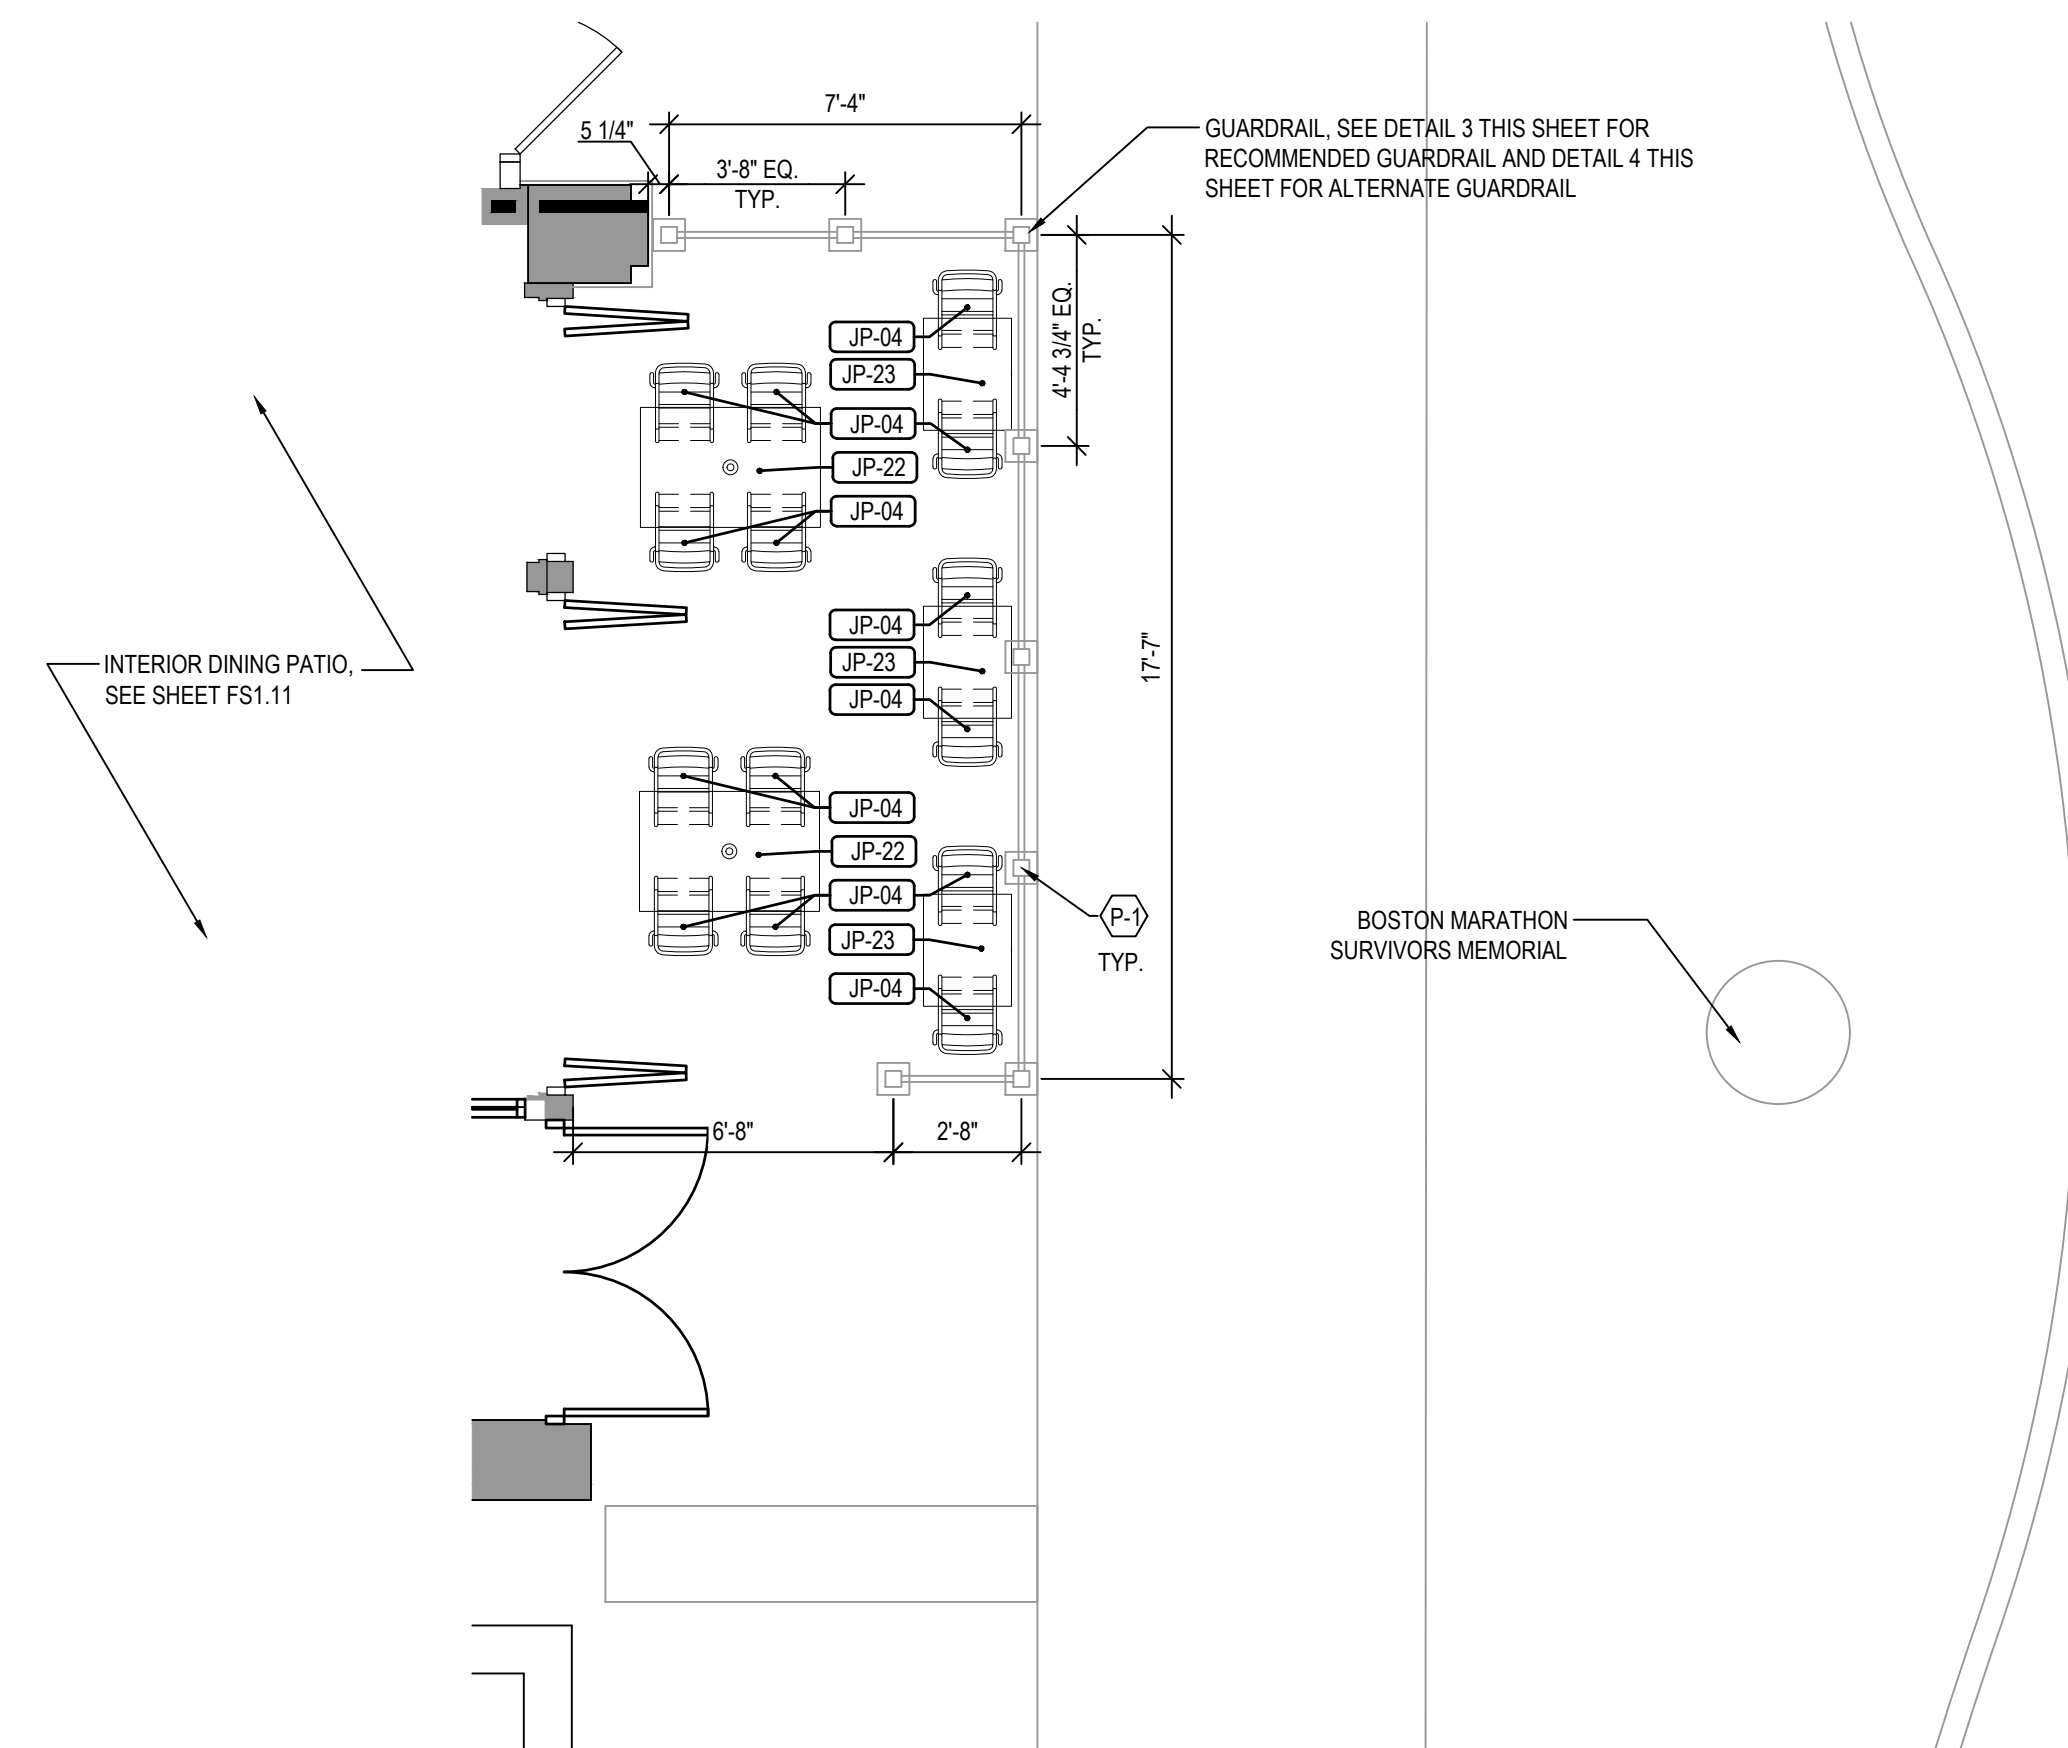 7'-4"
5 1/4"
3'-8" EQ.
TYP.
GUARDRAIL, SEE DETAIL 3 THIS SHEET FOR
RECOMMENDED GUARDRAIL AND DETAIL 4 THIS
SHEET FOR ALTERNATE GUARDRAIL
4'-4 3/4" EQ.
TYP.
JP-04
JP-23
JP-04
JP-22
JP-04
JP-04
JP-23
JP-04
17'-7"
INTERIOR DINING PATIO,
SEE SHEET FS1.11
JP-04
JP-22
JP-04
JP-23
JP-04
P-1
TYP.
BOSTON MARATHON
SURVIVORS MEMORIAL
6'-8"
2'-8"